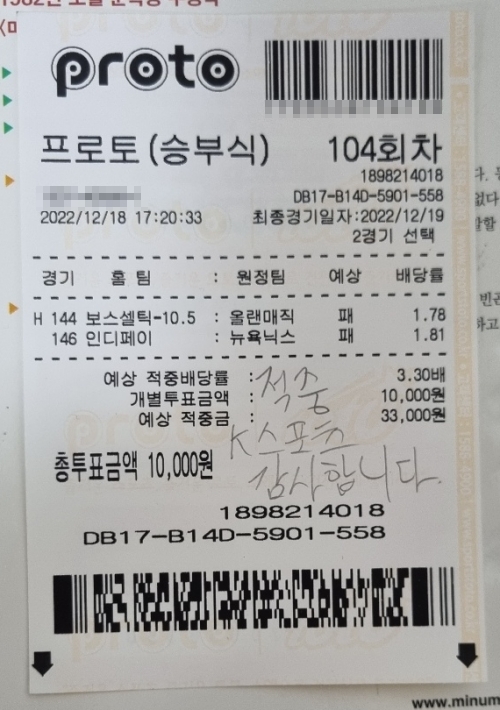 proto
프로토(승부식) 104회차
1898214018
DB17-B14D-5901-558
2022/12/18 17:20:33 최종경기일자:2022/12/19
2경기 선택
경기 홈팀 : 원정팀 예상 배당률
H 144 보스셀틱-10.5 : 올랜매직 패 1.78
146 인디페이 : 뉴욕닉스 패 1.81
예상 적중배당률 : 3.30배
개별투표금액 : 10,000원
예상 적중금 : 33,000원
적중
K스포츠
감사합니다.
총투표금액 10,000원
1898214018
DB17-B14D-5901-558
www.minum